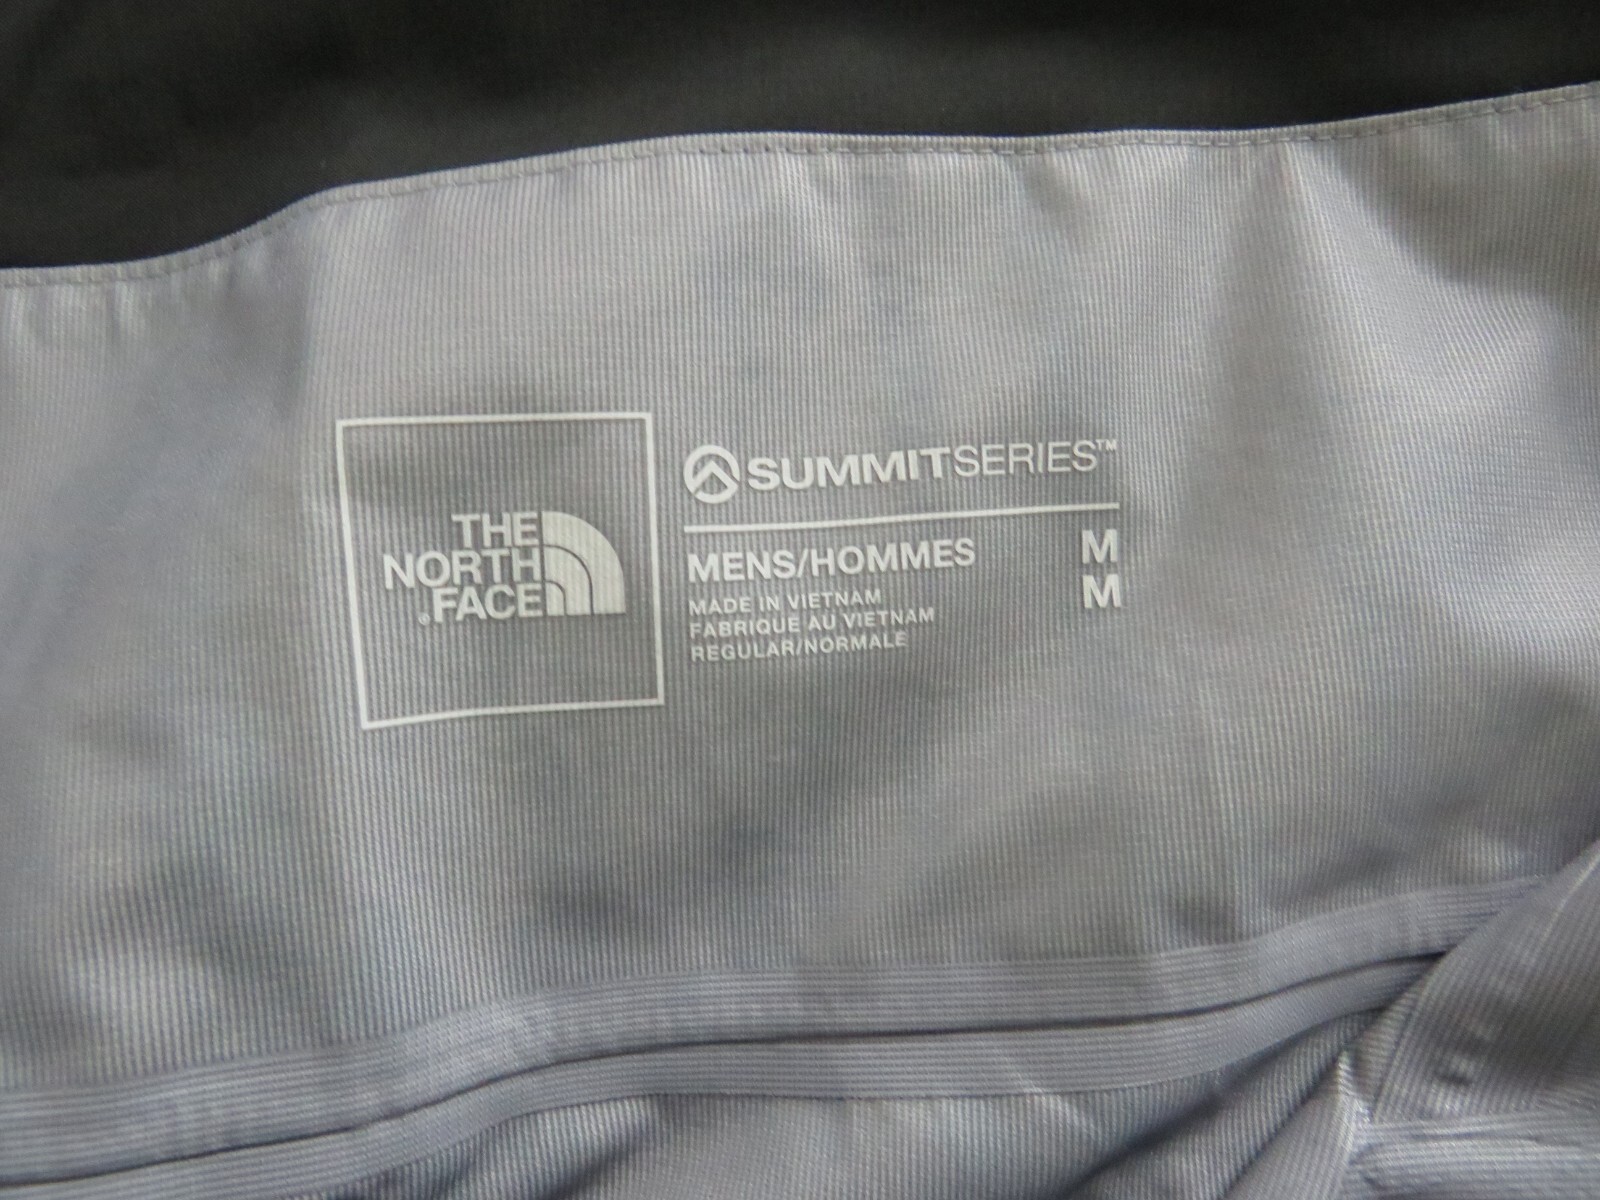 THE
NORTH
FACE
®
SUMMITSERIES™
MENS/HOMMES M
MADE IN VIETNAM M
FABRIQUE AU VIETNAM
REGULAR/NORMALE